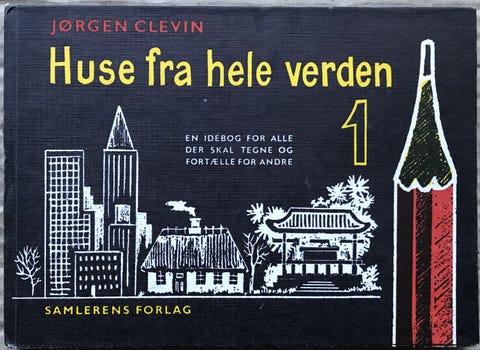 JØRGEN CLEVIN
Huse fra hele verden
1
EN IDEBOG FOR ALLE
DER SKAL TEGNE OG
FORTÆLLE FOR ANDRE
SAMLERENS FORLAG